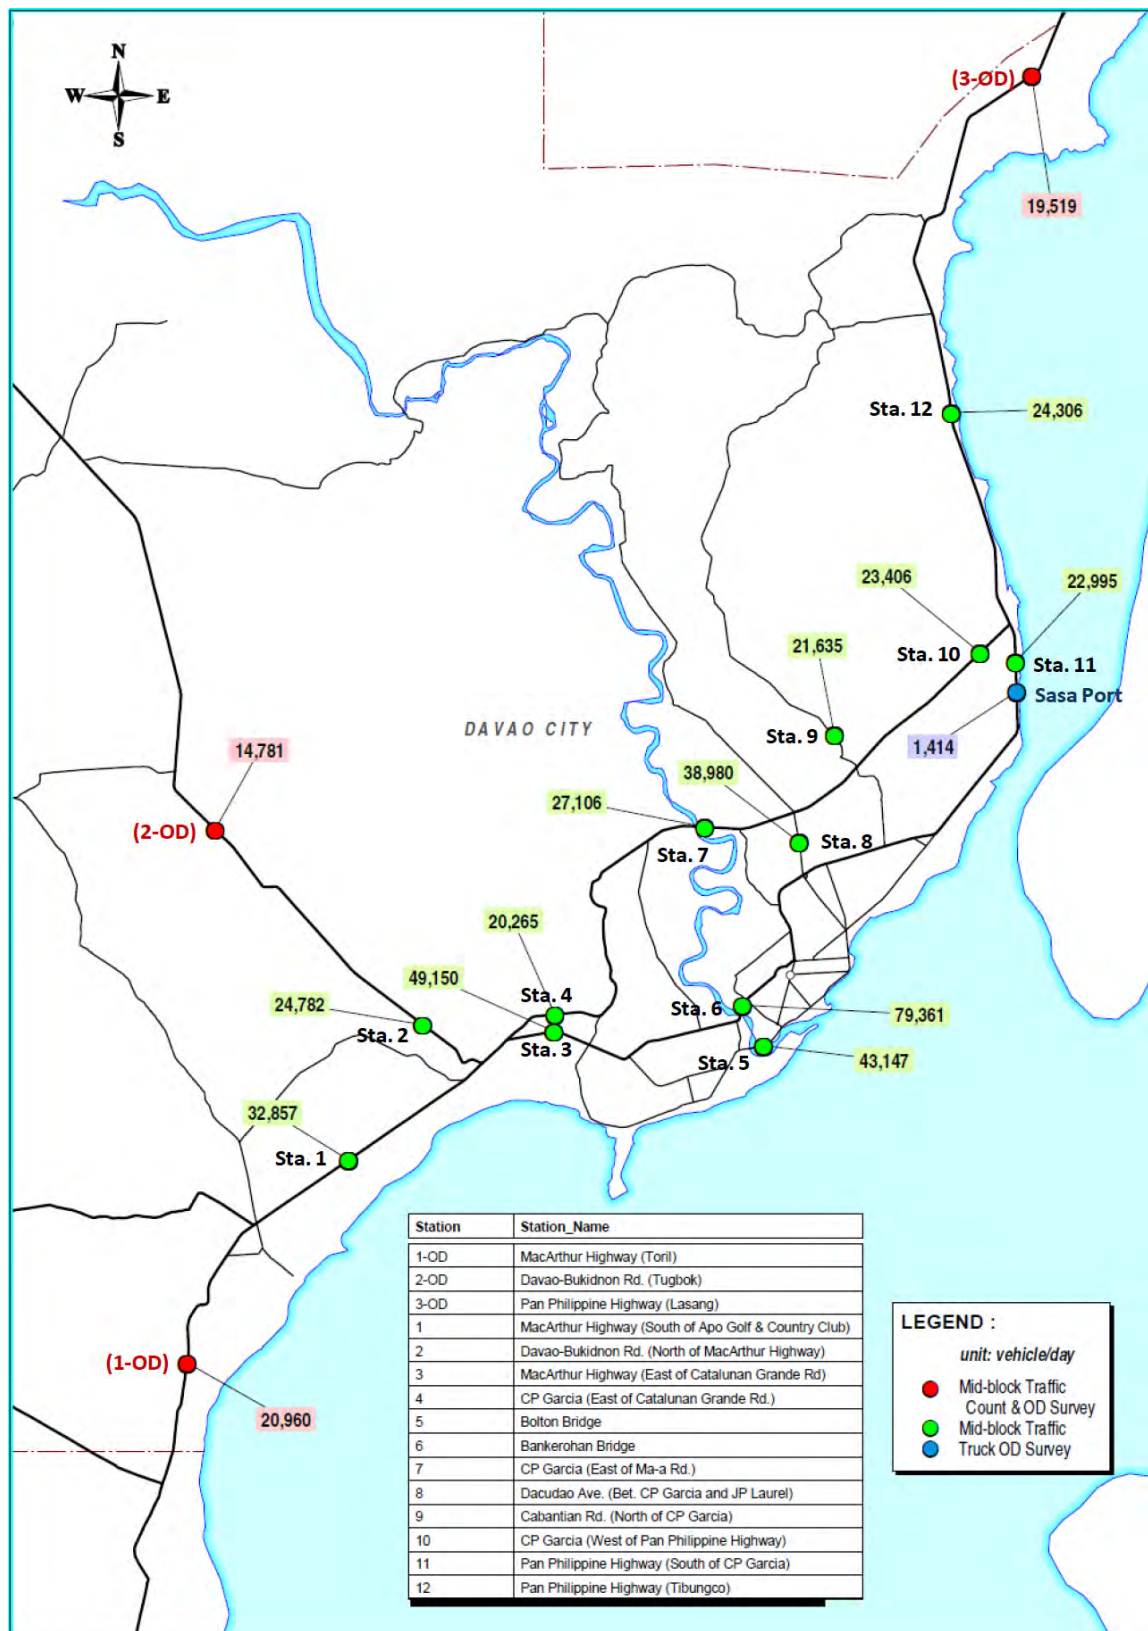 N
W E
S
(3-OD)
19,519
Sta. 12
24,306
23,406
22,995
Sta. 10
21,635
Sta. 11
Sasa Port
Sta. 9
DAVAO CITY
1,414
14,781
38,980
27,106
(2-OD)
Sta. 7
Sta. 8
20,265
49,150
Sta. 4
24,782
Sta. 6
79,361
Sta. 2
Sta. 3
Sta. 5
43,147
32,857
Sta. 1
(1-OD)
20,960
Station Station_Name
1-OD MacArthur Highway (Toril)
2-OD Davao-Bukidnon Rd. (Tugbok)
3-OD Pan Philippine Highway (Lasang)
1 MacArthur Highway (South of Apo Golf & Country Club)
2 Davao-Bukidnon Rd. (North of MacArthur Highway)
3 MacArthur Highway (East of Catalunan Grande Rd)
4 CP Garcia (East of Catalunan Grande Rd.)
5 Bolton Bridge
6 Bankerohan Bridge
7 CP Garcia (East of Ma-a Rd.)
8 Dacudao Ave. (Bet. CP Garcia and JP Laurel)
9 Cabantian Rd. (North of CP Garcia)
10 CP Garcia (West of Pan Philippine Highway)
11 Pan Philippine Highway (South of CP Garcia)
12 Pan Philippine Highway (Tibungco)
LEGEND :
unit: vehicle/day
Mid-block Traffic
Count & OD Survey
Mid-block Traffic
Truck OD Survey